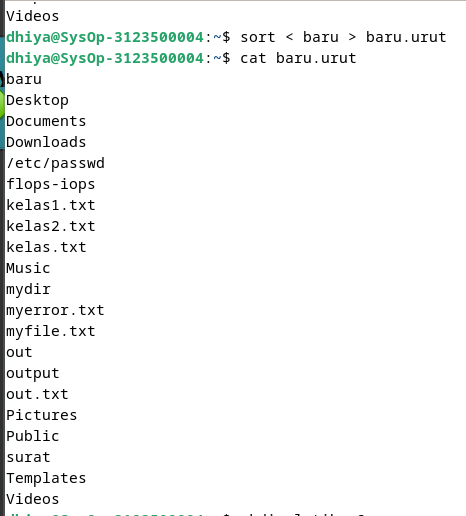 Videos
dhiya@SysOp-3123500004:~$ sort < baru > baru.urut
dhiya@SysOp-3123500004:~$ cat baru.urut
baru
Desktop
Documents
Downloads
/etc/passwd
flops-iops
kelas1.txt
kelas2.txt
kelas.txt
Music
mydir
myerror.txt
myfile.txt
out
output
out.txt
Pictures
Public
surat
Templates
Videos